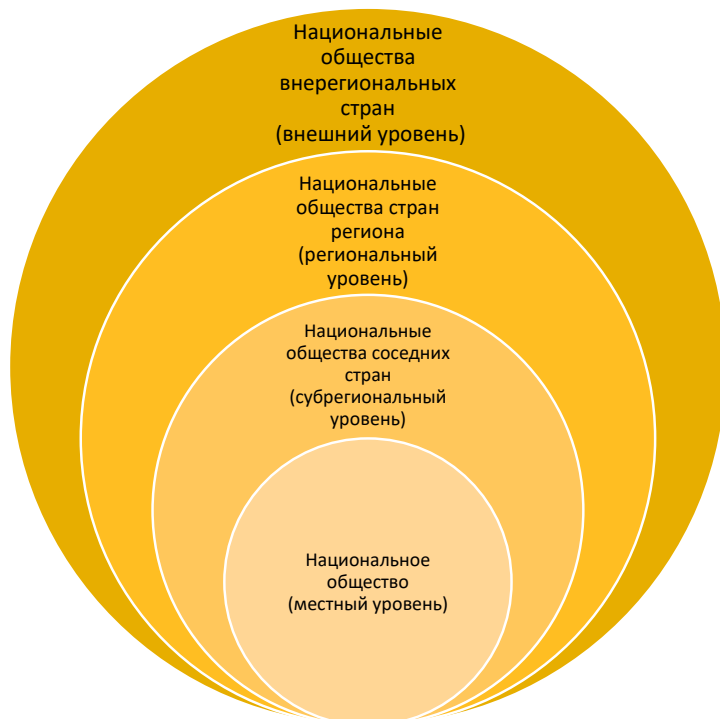 Национальные
общества
внерегиональных
стран
(внешний уровень)
Национальные
общества стран
региона
(региональный
уровень)
Национальные
общества соседних
стран
(субрегиональный
уровень)
Национальное
общество
(местный уровень)